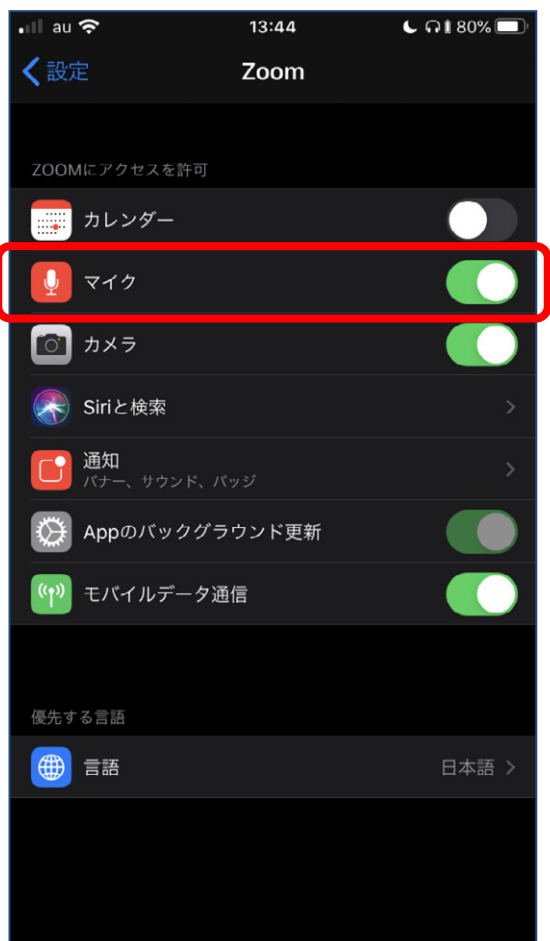 au 13:44 80%
設定 Zoom
ZOOMにアクセスを許可
カレンダー
マイク
カメラ
Siriと検索
通知
バナー、サウンド、バッジ
Appのバックグラウンド更新
モバイルデータ通信
優先する言語
言語 日本語